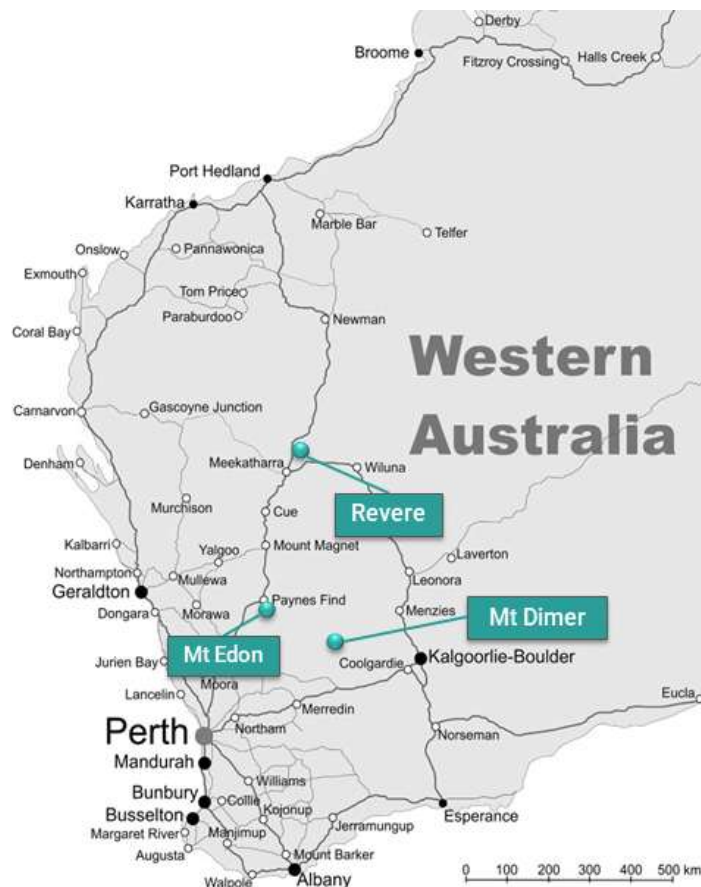 Derby
Broome
Fitzroy Crossing
Halls Creek
Port Hedland
Karratha
Marble Bar
Telfer
Onslow
Pannawonica
Exmouth
Tom Price
Paraburdoo
Newman
Coral Bay
Western
Australia
Carnarvon
Gascoyne Junction
Denham
Meekatharra
Wiluna
Murchison
Revere
Cue
Kalbarri
Yalgoo
Mount Magnet
Laverton
Northampton
Mullewa
Leonora
Geraldton
Paynes Find
Dongara
Morawa
Menzies
Mt Dimer
Mt Edon
Jurien Bay
Coolgardie
Kalgoorlie-Boulder
Moora
Lancelin
Merredin
Eucla
Northam
Perth
Norseman
Mandurah
Williams
Bunbury
Collie
Kojonup
Esperance
Busselton
Margaret River
Manjimup
Jerramungup
Augusta
Mount Barker
Walpole
Albany
0 100 200 300 400 500 km